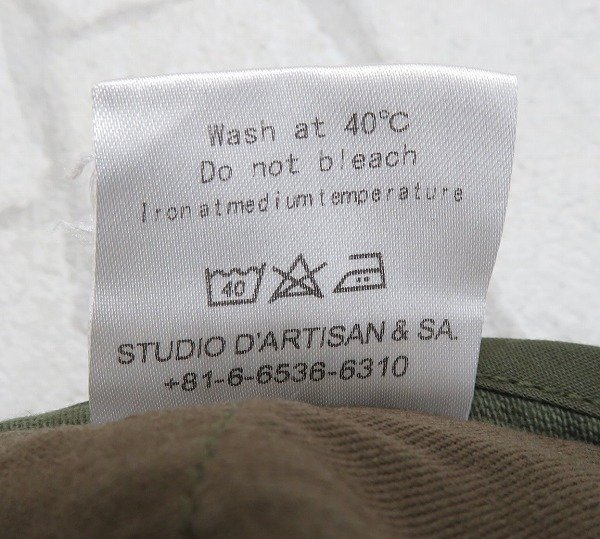 Wash at 40℃
Do not bleach
Iron at medium temperature
40
STUDIO D'ARTISAN & SA.
+81-6-6536-6310